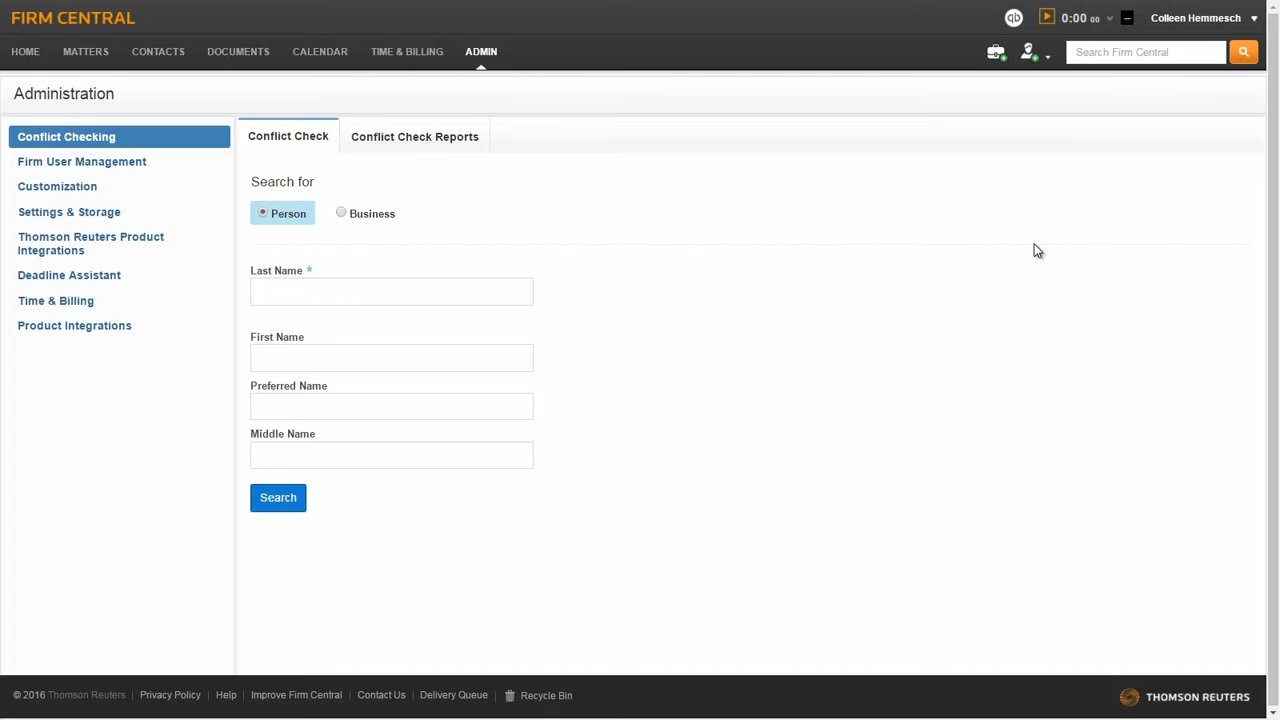 FIRM CENTRAL
qb
0:00 00
Colleen Hemmesch
HOME MATTERS CONTACTS DOCUMENTS CALENDAR TIME & BILLING ADMIN
Search Firm Central
Administration
Conflict Checking
Firm User Management
Customization
Settings & Storage
Thomson Reuters Product
Integrations
Deadline Assistant
Time & Billing
Product Integrations
Conflict Check Conflict Check Reports
Search for
Person Business
Last Name *
First Name
Preferred Name
Middle Name
Search
© 2016 Thomson Reuters | Privacy Policy | Help | Improve Firm Central | Contact Us | Delivery Queue | Recycle Bin
THOMSON REUTERS